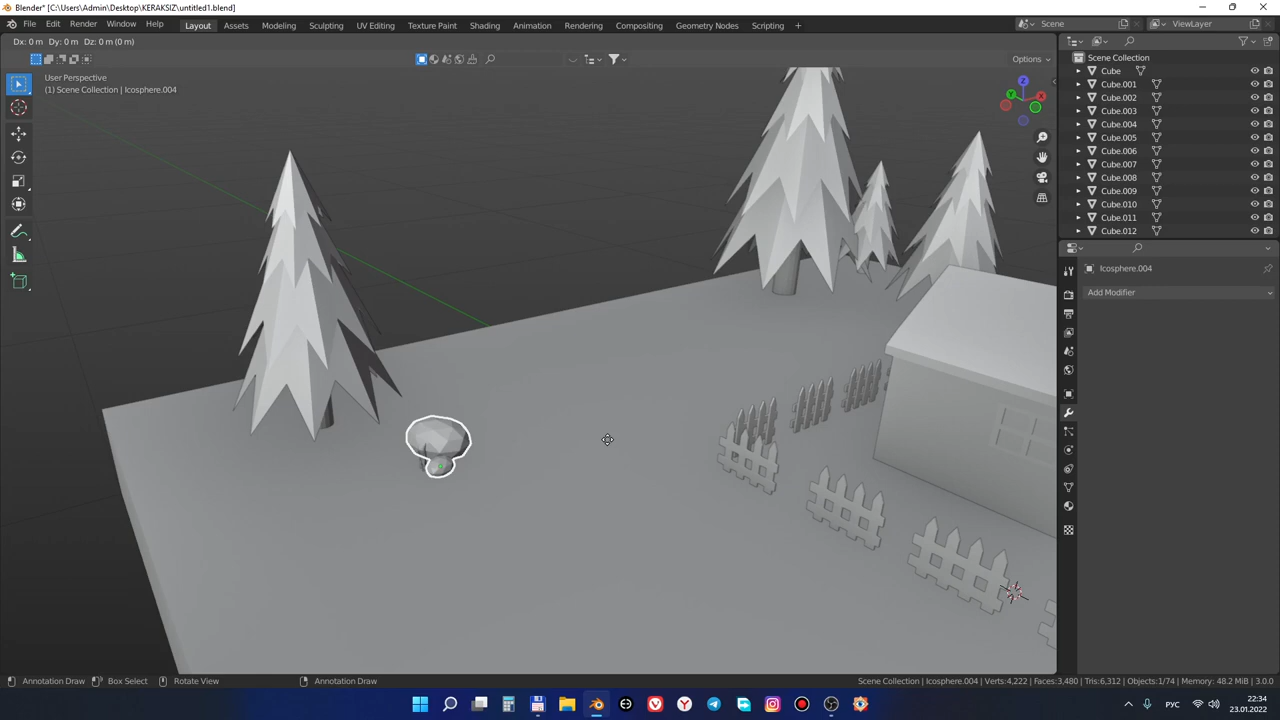 Blender* [C:\Users\Admin\Desktop\KERAKSIZ\untitled1.blend]
File Edit Render Window Help Layout Assets Modeling Sculpting UV Editing Texture Paint Shading Animation Rendering Compositing Geometry Nodes Scripting + Scene ViewLayer
Dx: 0 m Dy: 0 m Dz: 0 m (0 m)
Options
User Perspective
(1) Scene Collection | Icosphere.004
Z
Y
X
Scene Collection
Cube
Cube.001
Cube.002
Cube.003
Cube.004
Cube.005
Cube.006
Cube.007
Cube.008
Cube.009
Cube.010
Cube.011
Cube.012
Icosphere.004
Add Modifier
Annotation Draw Box Select Rotate View Annotation Draw Scene Collection | Icosphere.004 | Verts:4,222 | Faces:3,480 | Tris:6,312 | Objects:1/74 | Memory: 48.2 MiB | 3.0.0
РУС
22:34
23.01.2022